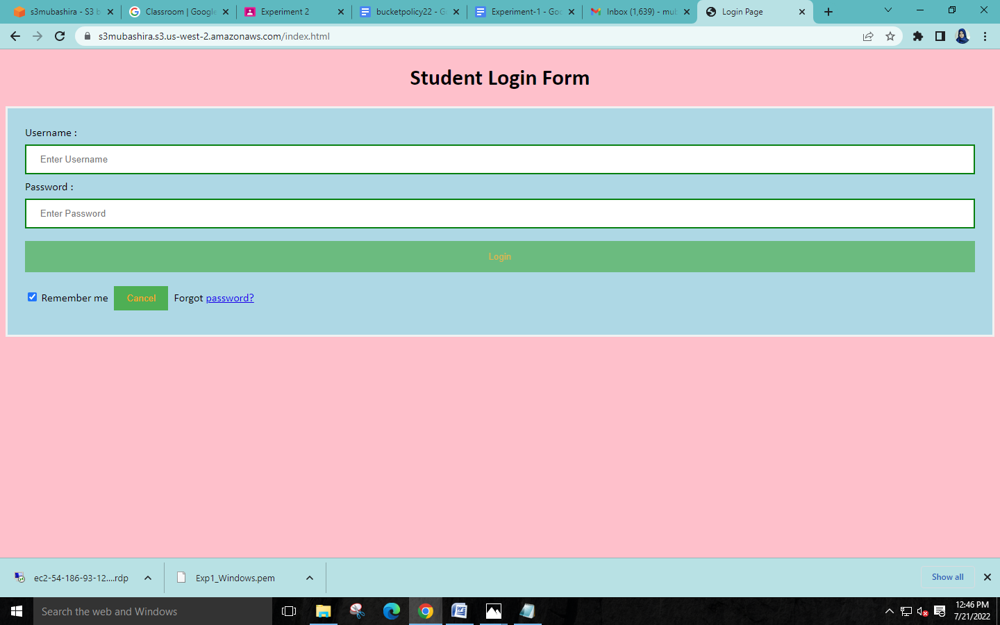 s3mubashira - S3 b
Classroom | Google
Experiment 2
bucketpolicy22 - G
Experiment-1 - Goo
Inbox (1,639) - mub
Login Page
s3mubashira.s3.us-west-2.amazonaws.com/index.html
Student Login Form
Username :
Enter Username
Password :
Enter Password
Login
Remember me
Cancel
Forgot password?
ec2-54-186-93-12....rdp
Exp1_Windows.pem
Show all
Search the web and Windows
12:46 PM
7/21/2022